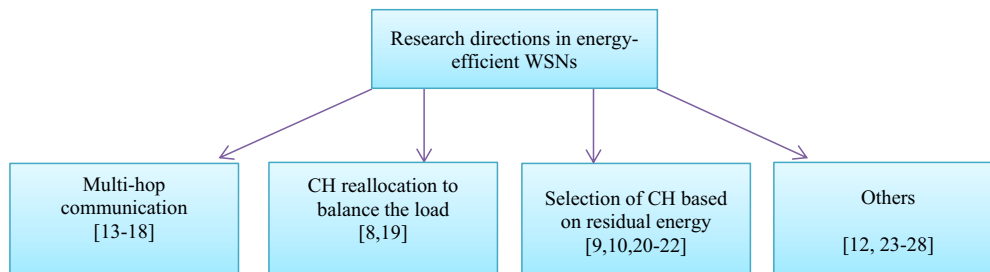 Research directions in energy-
efficient WSNs
Multi-hop
communication
[13-18]
CH reallocation to
balance the load
[8,19]
Selection of CH based
on residual energy
[9,10,20-22]
Others
[12, 23-28]